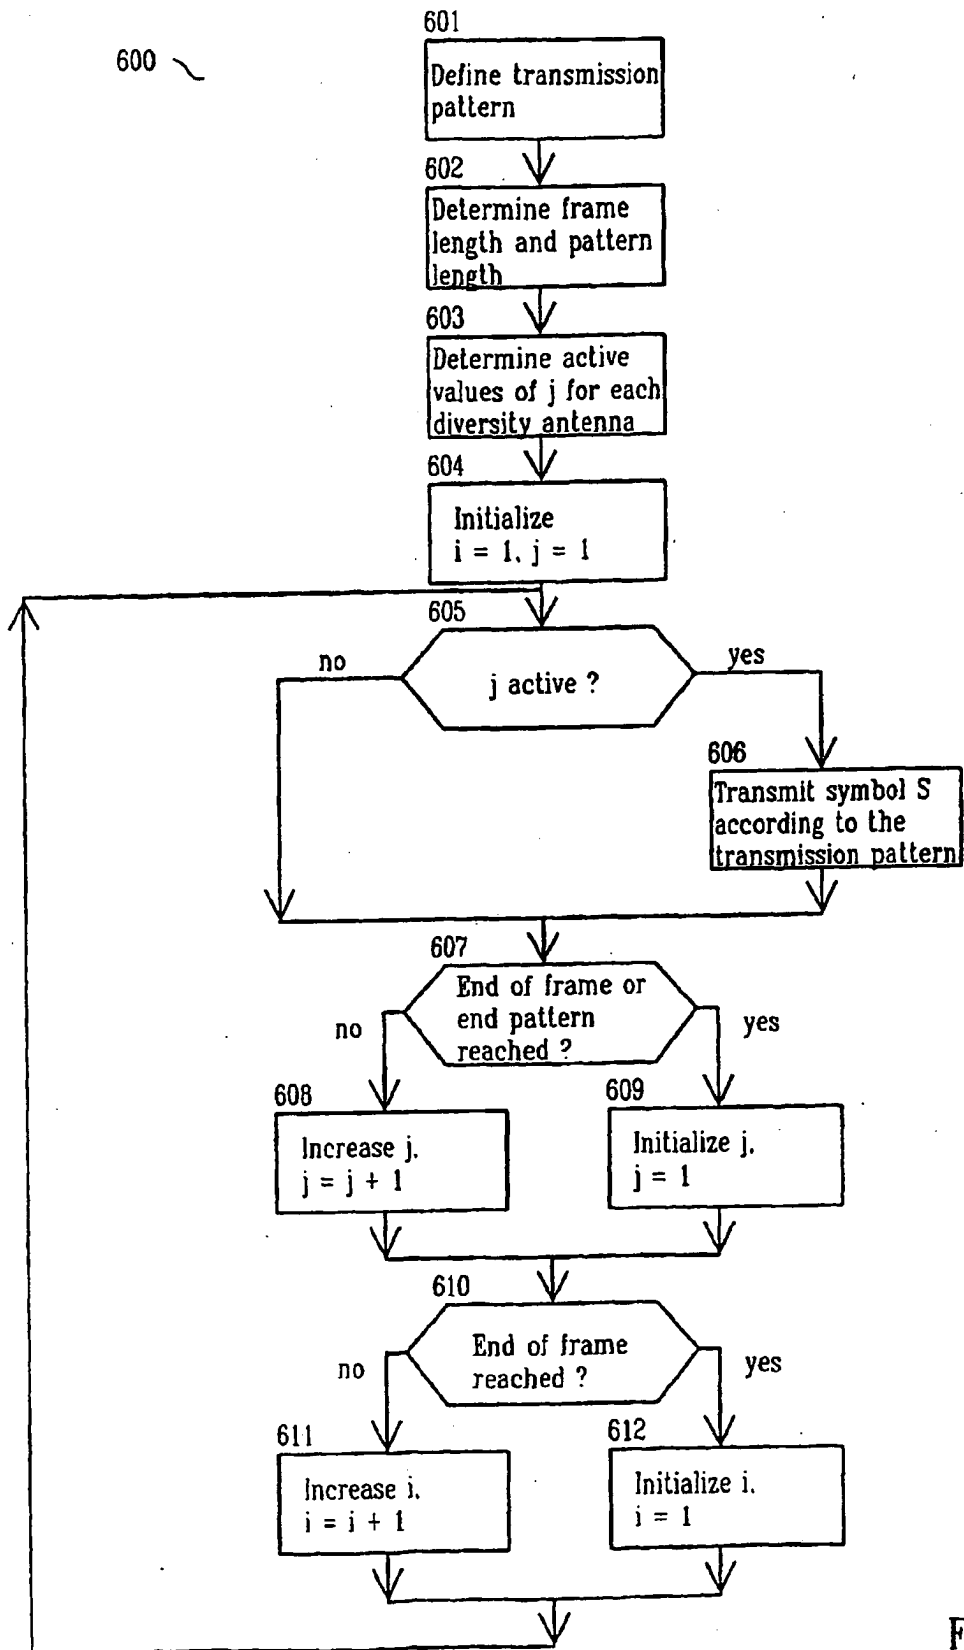 600
601
Define transmission
pattern
602
Determine frame
length and pattern
length
603
Determine active
values of j for each
diversity antenna
604
Initialize
i = 1, j = 1
605
no
j active ?
yes
606
Transmit symbol S
according to the
transmission pattern
607
End of frame or
end pattern
reached ?
no
yes
608
Increase j,
j = j + 1
609
Initialize j,
j = 1
610
End of frame
reached ?
no
yes
611
Increase i,
i = i + 1
612
Initialize i,
i = 1
F